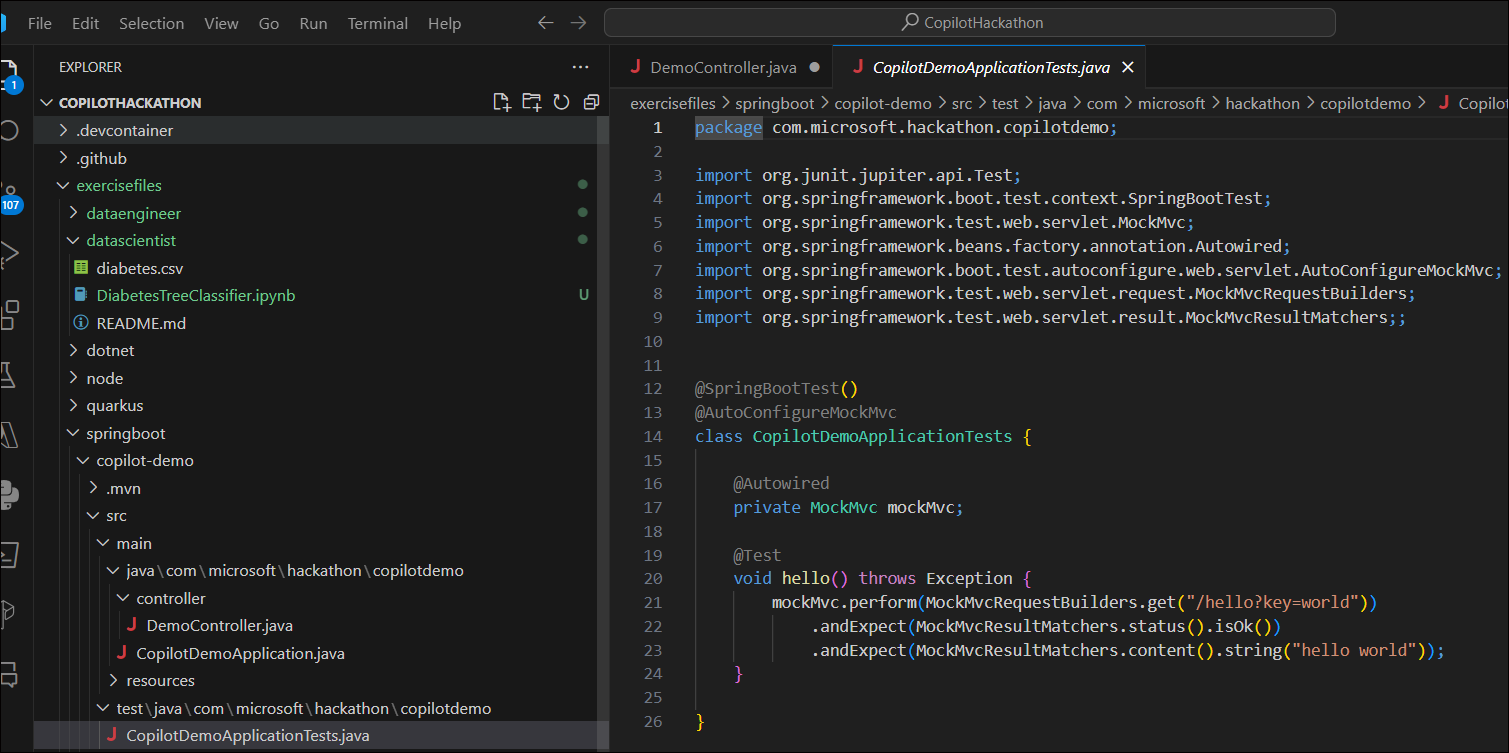 File Edit Selection View Go Run Terminal Help
CopilotHackathon
1
107
EXPLORER
COPILOTHACKATHON
.devcontainer
.github
exercisefiles
dataengineer
datascientist
diabetes.csv
DiabetesTreeClassifier.ipynb U
README.md
dotnet
node
quarkus
springboot
copilot-demo
.mvn
src
main
java\com\microsoft\hackathon\copilotdemo
controller
J DemoController.java
J CopilotDemoApplication.java
resources
test\java\com\microsoft\hackathon\copilotdemo
J CopilotDemoApplicationTests.java
J DemoController.java
J CopilotDemoApplicationTests.java
exercisefiles > springboot > copilot-demo > src > test > java > com > microsoft > hackathon > copilotdemo > J Copilot
1 package com.microsoft.hackathon.copilotdemo;
2
3 import org.junit.jupiter.api.Test;
4 import org.springframework.boot.test.context.SpringBootTest;
5 import org.springframework.test.web.servlet.MockMvc;
6 import org.springframework.beans.factory.annotation.Autowired;
7 import org.springframework.boot.test.autoconfigure.web.servlet.AutoConfigureMockMvc;
8 import org.springframework.test.web.servlet.request.MockMvcRequestBuilders;
9 import org.springframework.test.web.servlet.result.MockMvcResultMatchers;;
10
11
12 @SpringBootTest()
13 @AutoConfigureMockMvc
14 class CopilotDemoApplicationTests {
15
16 @Autowired
17 private MockMvc mockMvc;
18
19 @Test
20 void hello() throws Exception {
21 mockMvc.perform(MockMvcRequestBuilders.get("/hello?key=world"))
22 .andExpect(MockMvcResultMatchers.status().isOk())
23 .andExpect(MockMvcResultMatchers.content().string("hello world"));
24 }
25
26 }